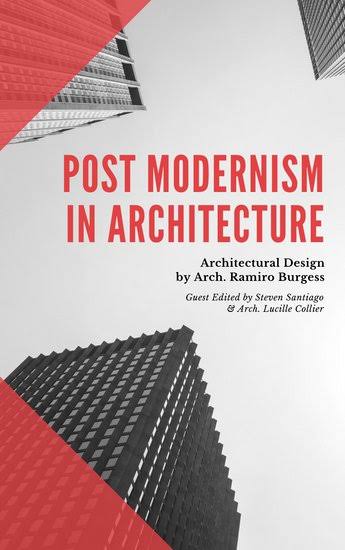 POST MODERNISM
IN ARCHITECTURE
Architectural Design
by Arch. Ramiro Burgess
Guest Edited by Steven Santiago
& Arch. Lucille Collier